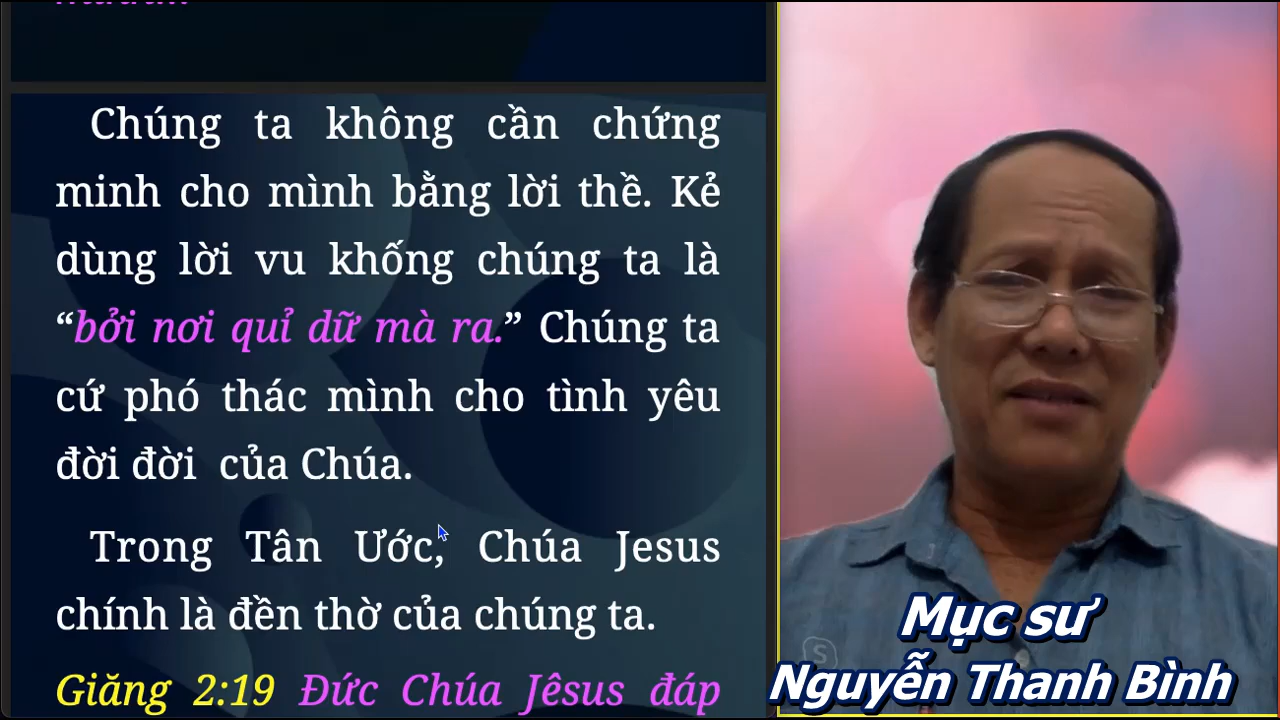 Chúng ta không cần chứng
minh cho mình bằng lời thề. Kẻ
dùng lời vu khống chúng ta là
“bởi nơi quỉ dữ mà ra.” Chúng ta
cứ phó thác mình cho tình yêu
đời đời của Chúa.
Trong Tân Ước, Chúa Jesus
chính là đền thờ của chúng ta.
Giăng 2:19 Đức Chúa Jêsus đáp
Mục sư
Nguyễn Thanh Bình